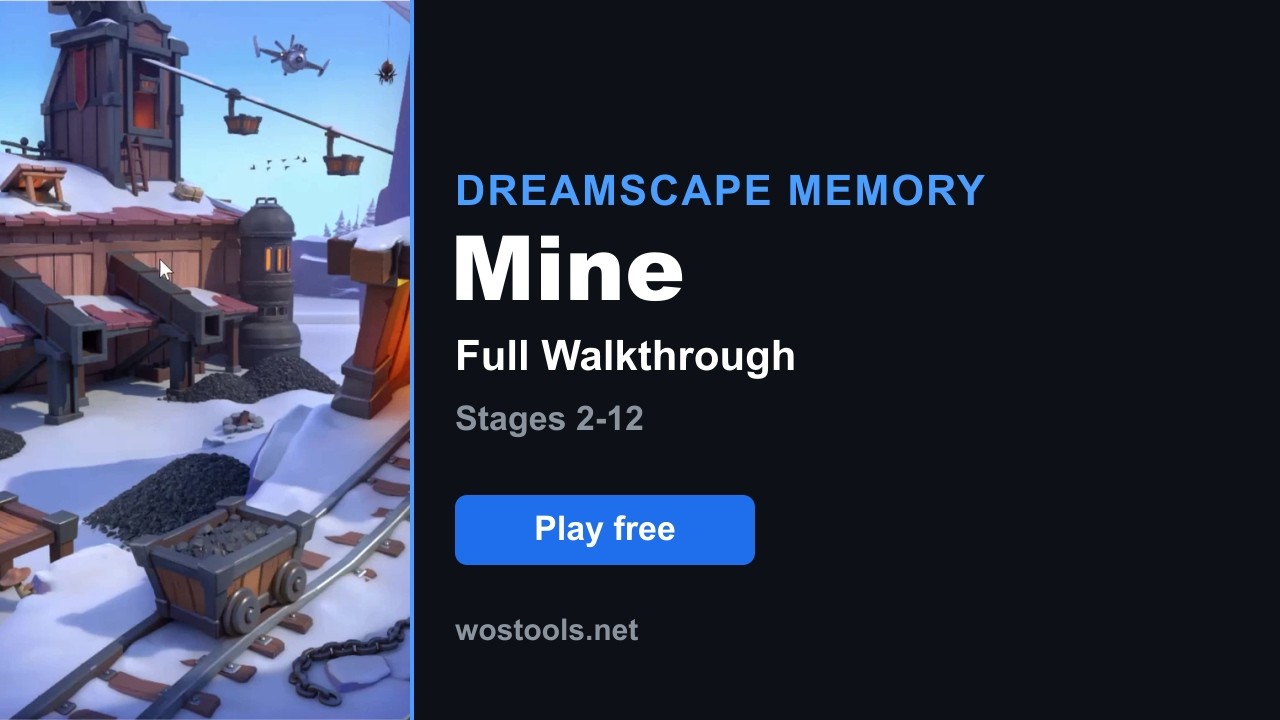 DREAMSCAPE MEMORY
Mine
Full Walkthrough
Stages 2-12
Play free
wostools.net